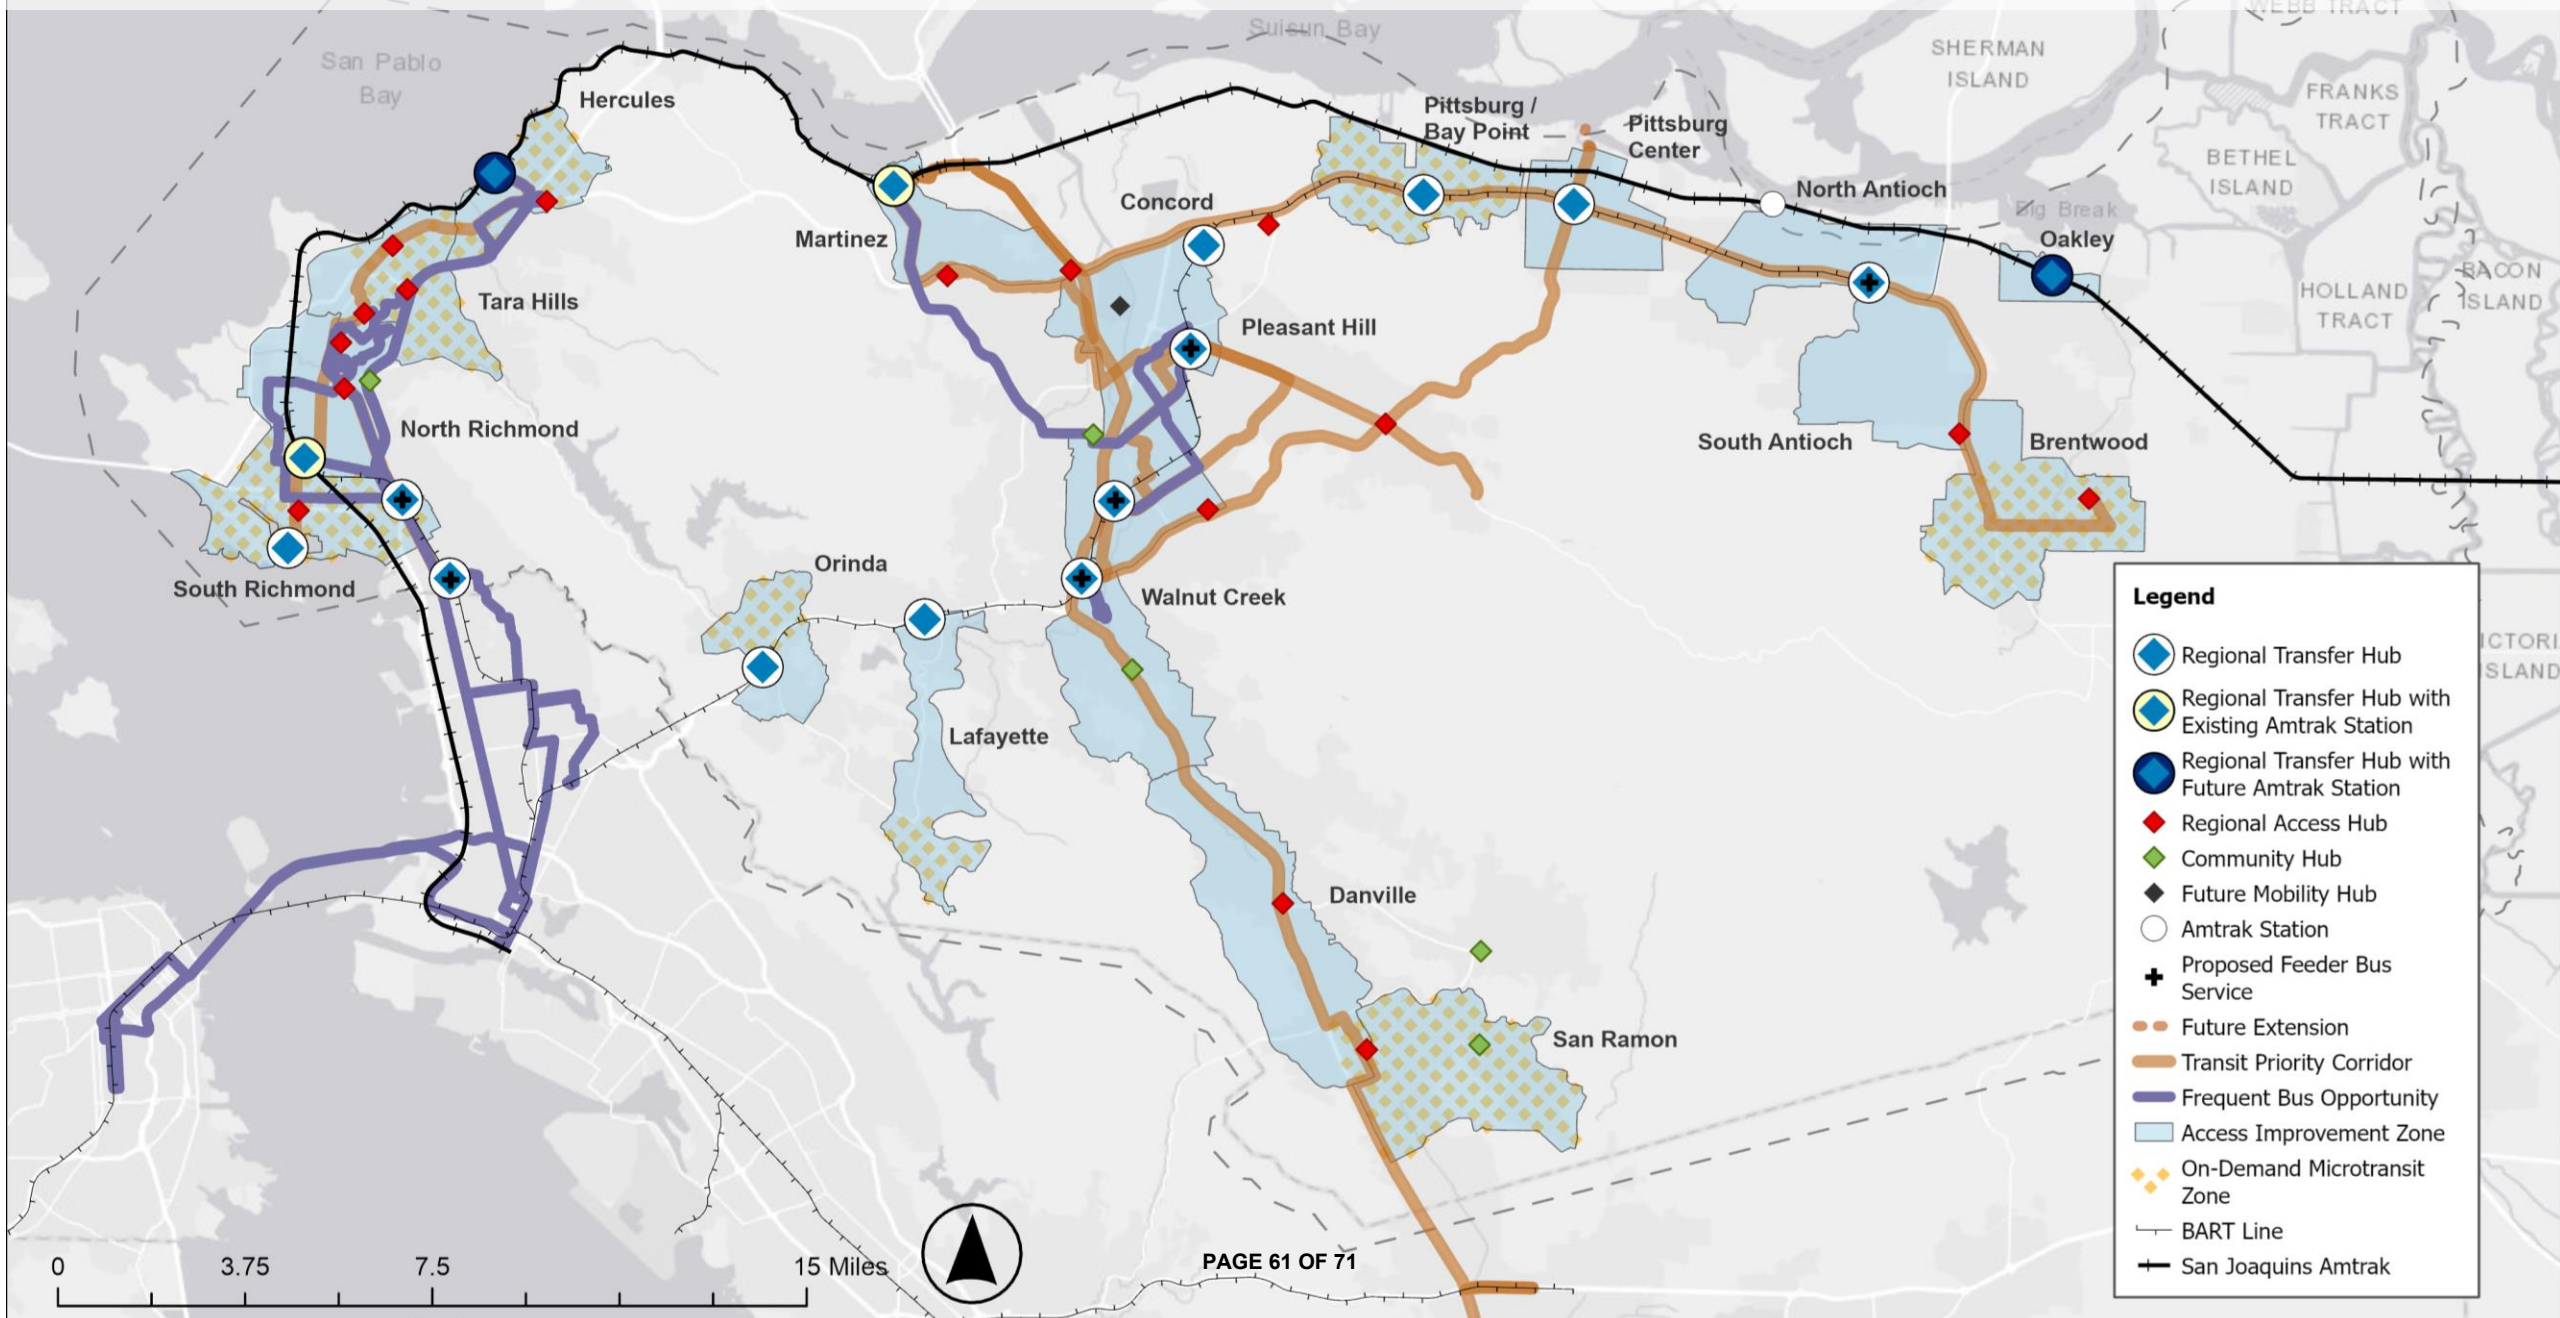 WEBB TRACT
Suisun Bay
SHERMAN
ISLAND
San Pablo
Bay
FRANKS
TRACT
Hercules
Pittsburg /
Bay Point
Pittsburg
Center
BETHEL
ISLAND
North Antioch
Concord
Big Break
Oakley
Martinez
BACON
ISLAND
HOLLAND
TRACT
Tara Hills
Pleasant Hill
North Richmond
South Antioch
Brentwood
Orinda
South Richmond
Walnut Creek
ICTORI
SLAND
Lafayette
Danville
San Ramon
Legend
Regional Transfer Hub
Regional Transfer Hub with
Existing Amtrak Station
Regional Transfer Hub with
Future Amtrak Station
Regional Access Hub
Community Hub
Future Mobility Hub
Amtrak Station
Proposed Feeder Bus
Service
Future Extension
Transit Priority Corridor
Frequent Bus Opportunity
Access Improvement Zone
On-Demand Microtransit
Zone
BART Line
San Joaquins Amtrak
0 3.75 7.5 15 Miles
PAGE 61 OF 71